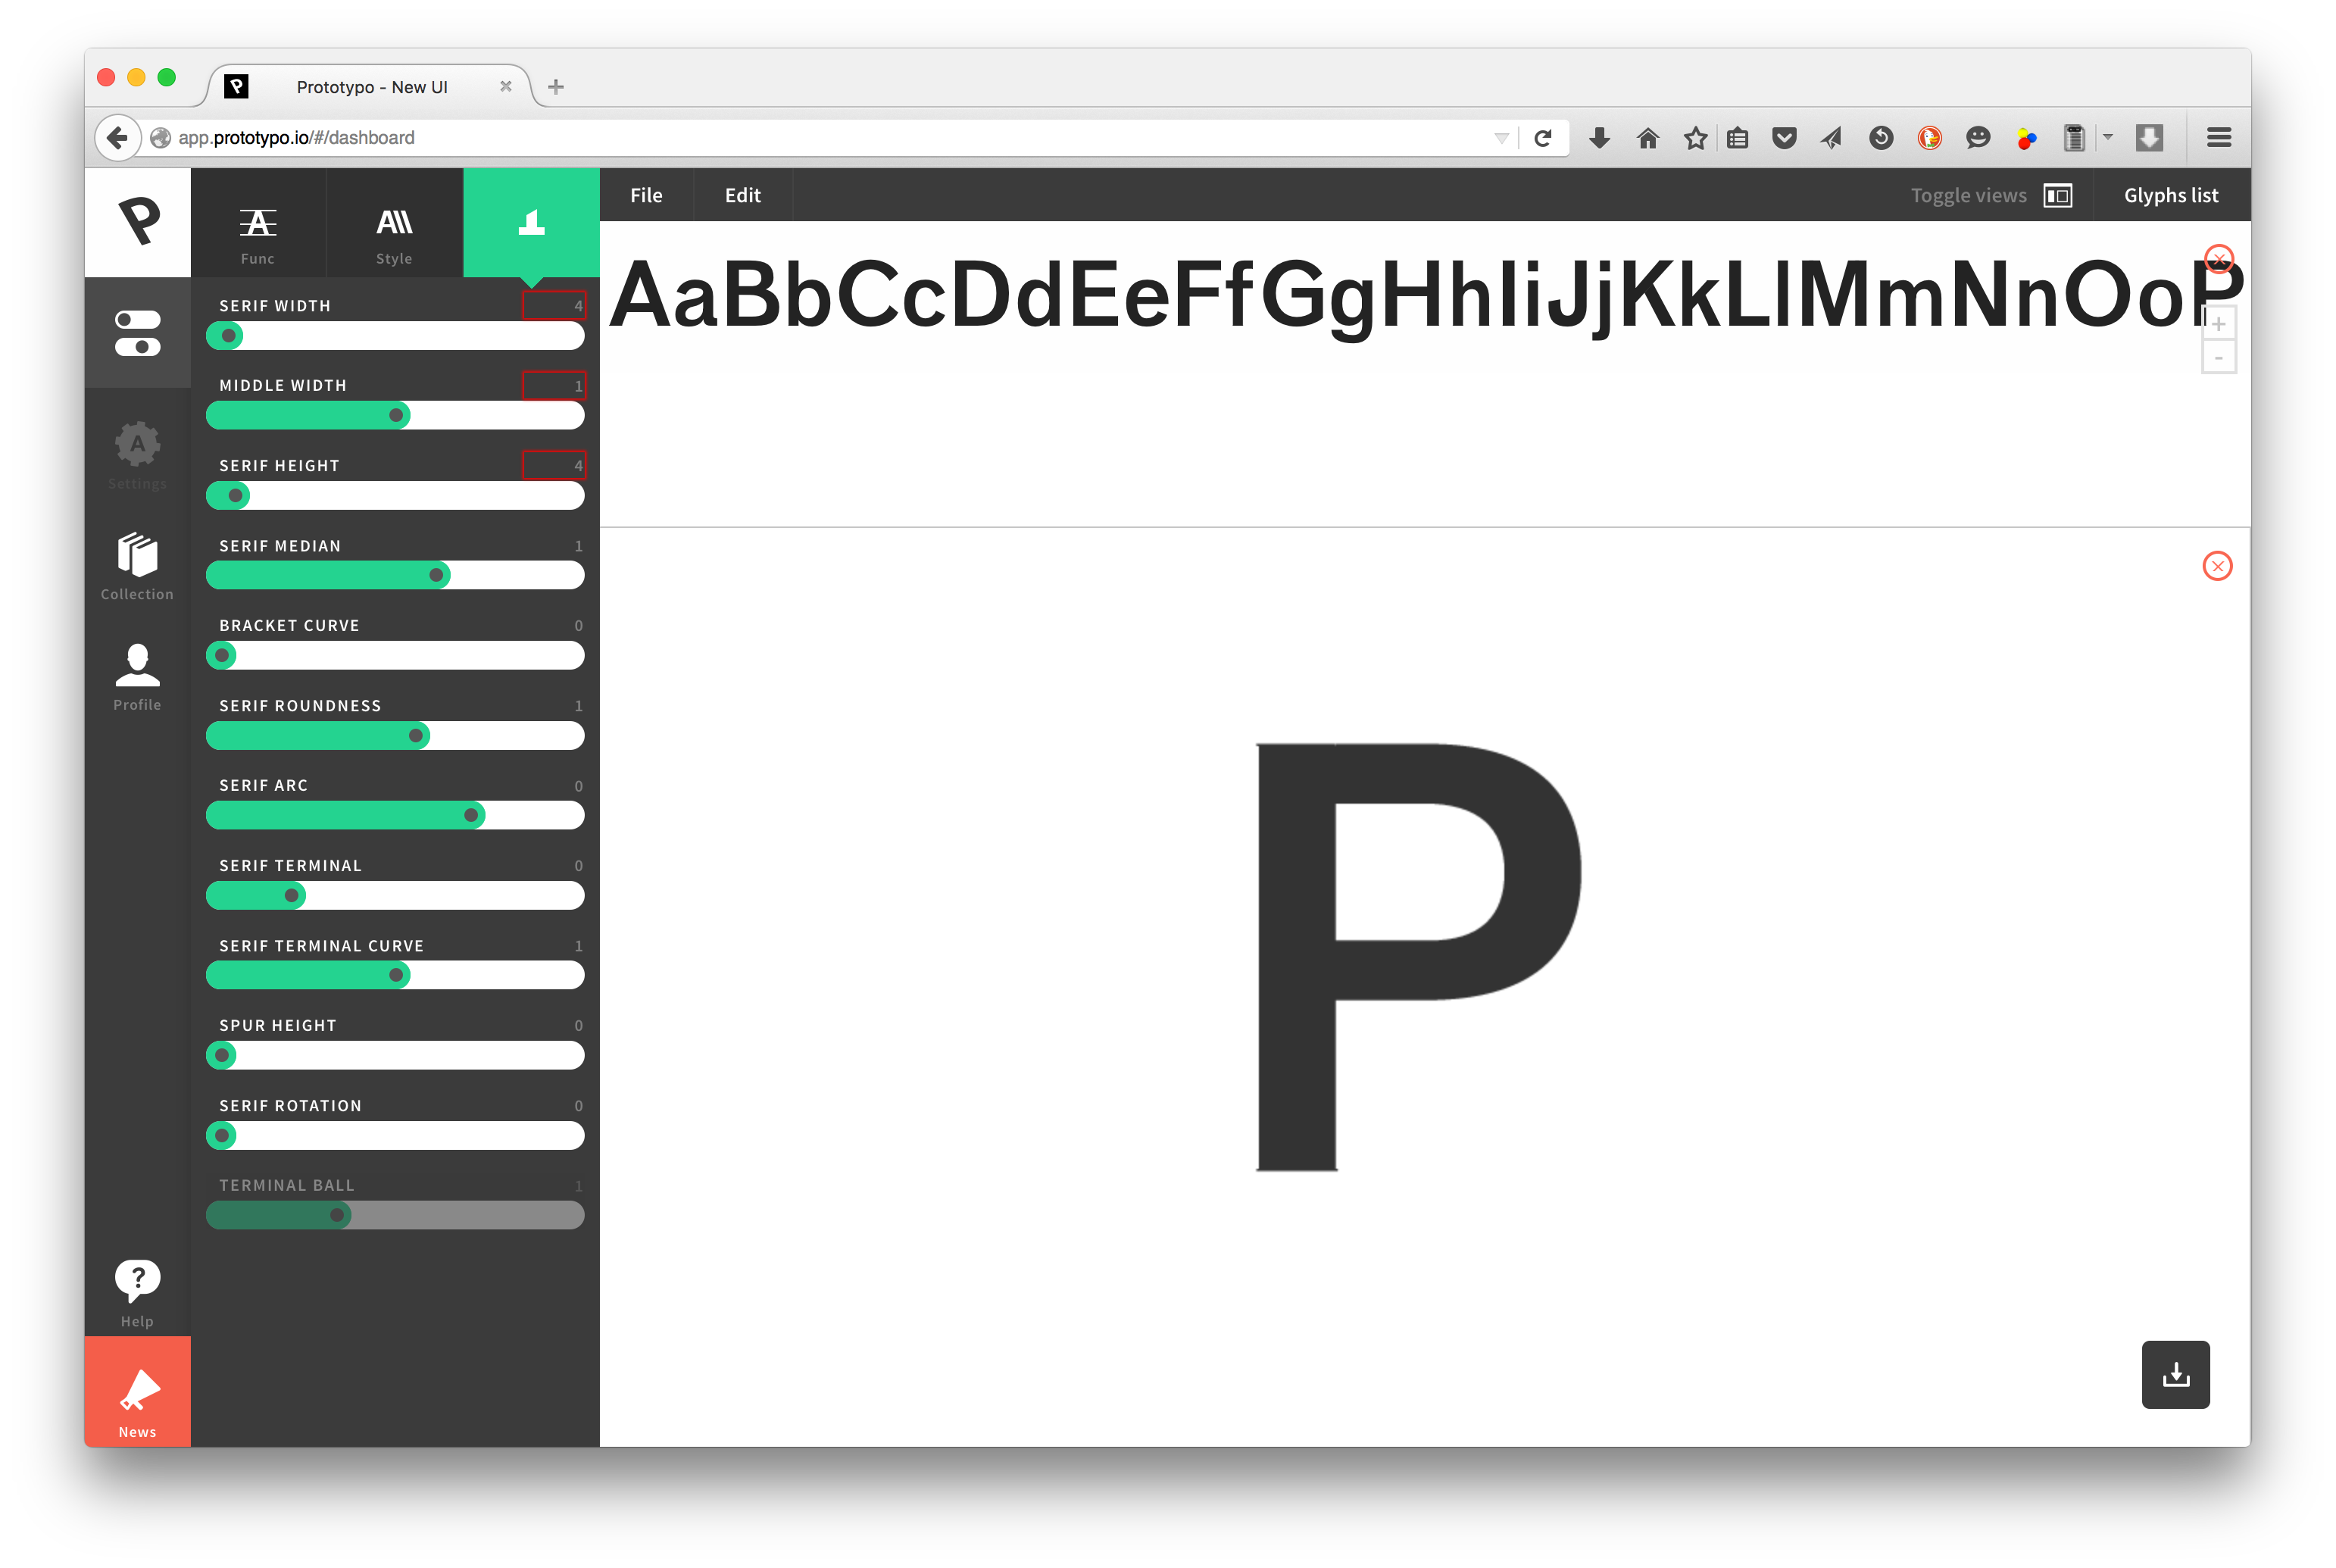 Prototypo - New UI
app.prototypo.io/#/dashboard
File Edit Toggle views Glyphs list
Func Style
AaBbCcDdEeFfGgHhIiJjKkLlMmNnOoP
+
-
SERIF WIDTH 4
MIDDLE WIDTH 1
SERIF HEIGHT 4
SERIF MEDIAN 1
BRACKET CURVE 0
SERIF ROUNDNESS 1
SERIF ARC 0
SERIF TERMINAL 0
SERIF TERMINAL CURVE 1
SPUR HEIGHT 0
SERIF ROTATION 0
TERMINAL BALL 1
Settings
Collection
Profile
Help
News
P